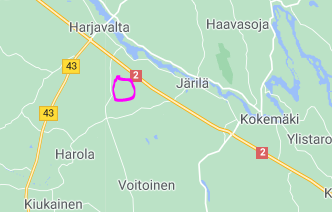 Harjavalta
Haavasoja
43
2
Järilä
43
Kokemäki
Ylistaro
Harola
2
Voitoinen
K
Kiukainen